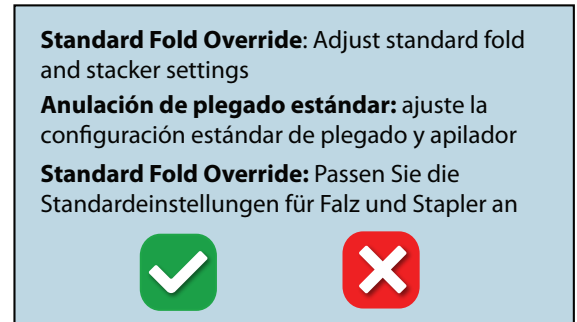 Standard Fold Override: Adjust standard fold
and stacker settings
Anulación de plegado estándar: ajuste la
configuración estándar de plegado y apilador
Standard Fold Override: Passen Sie die
Standardeinstellungen für Falz und Stapler an